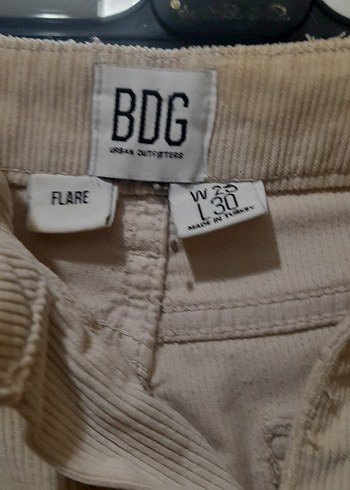 BDG
URBAN OUTFITTERS
FLARE
W 25
L 30
MADE IN TURKEY